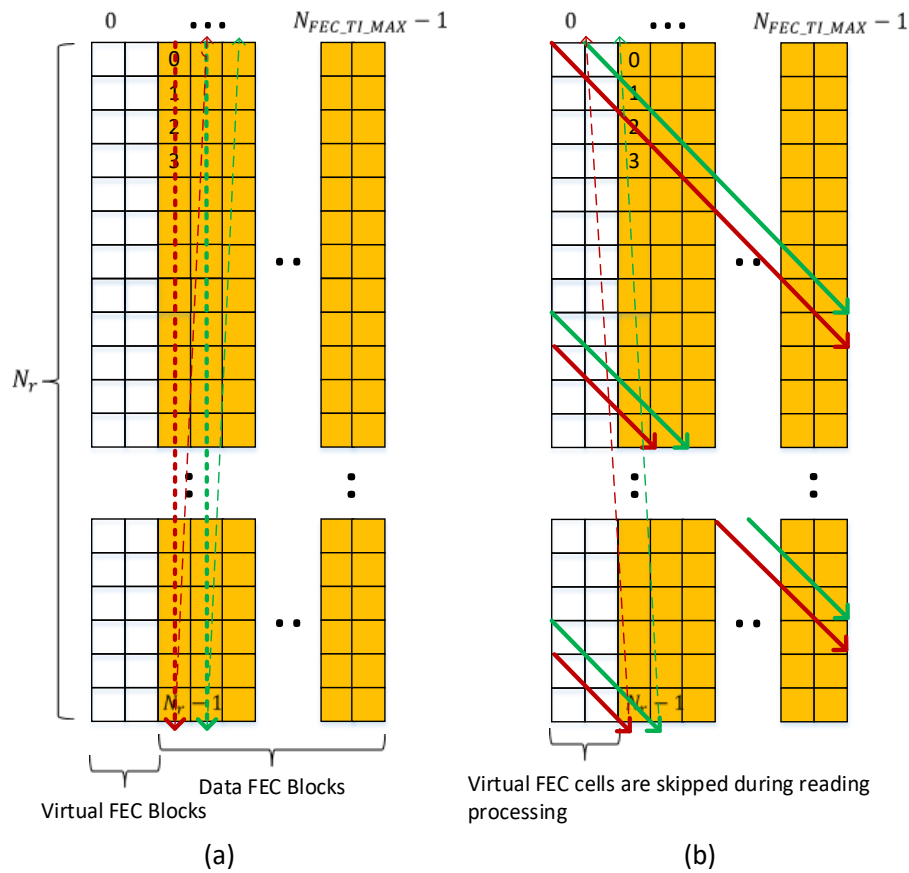 0 ••• N_{FEC_TI_MAX} − 1
0
1
2
3
N_r
N_r − 1
Virtual FEC Blocks
Data FEC Blocks
(a)
0 ••• N_{FEC_TI_MAX} − 1
0
1
2
3
N_r − 1
Virtual FEC cells are skipped during reading
processing
(b)